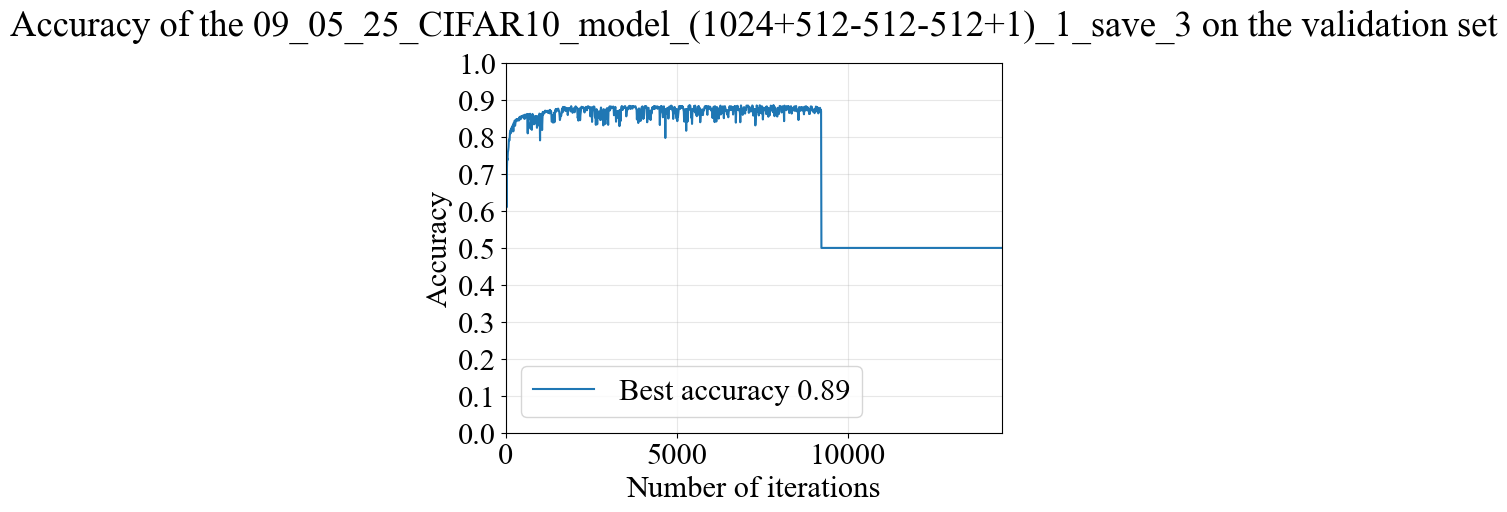 Accuracy of the 09_05_25_CIFAR10_model_(1024+512-512-512+1)_1_save_3 on the validation set
1.0
0.9
0.8
0.7
0.6
0.5
0.4
0.3
0.2
0.1
0.0
Accuracy
Best accuracy 0.89
0 5000 10000
Number of iterations